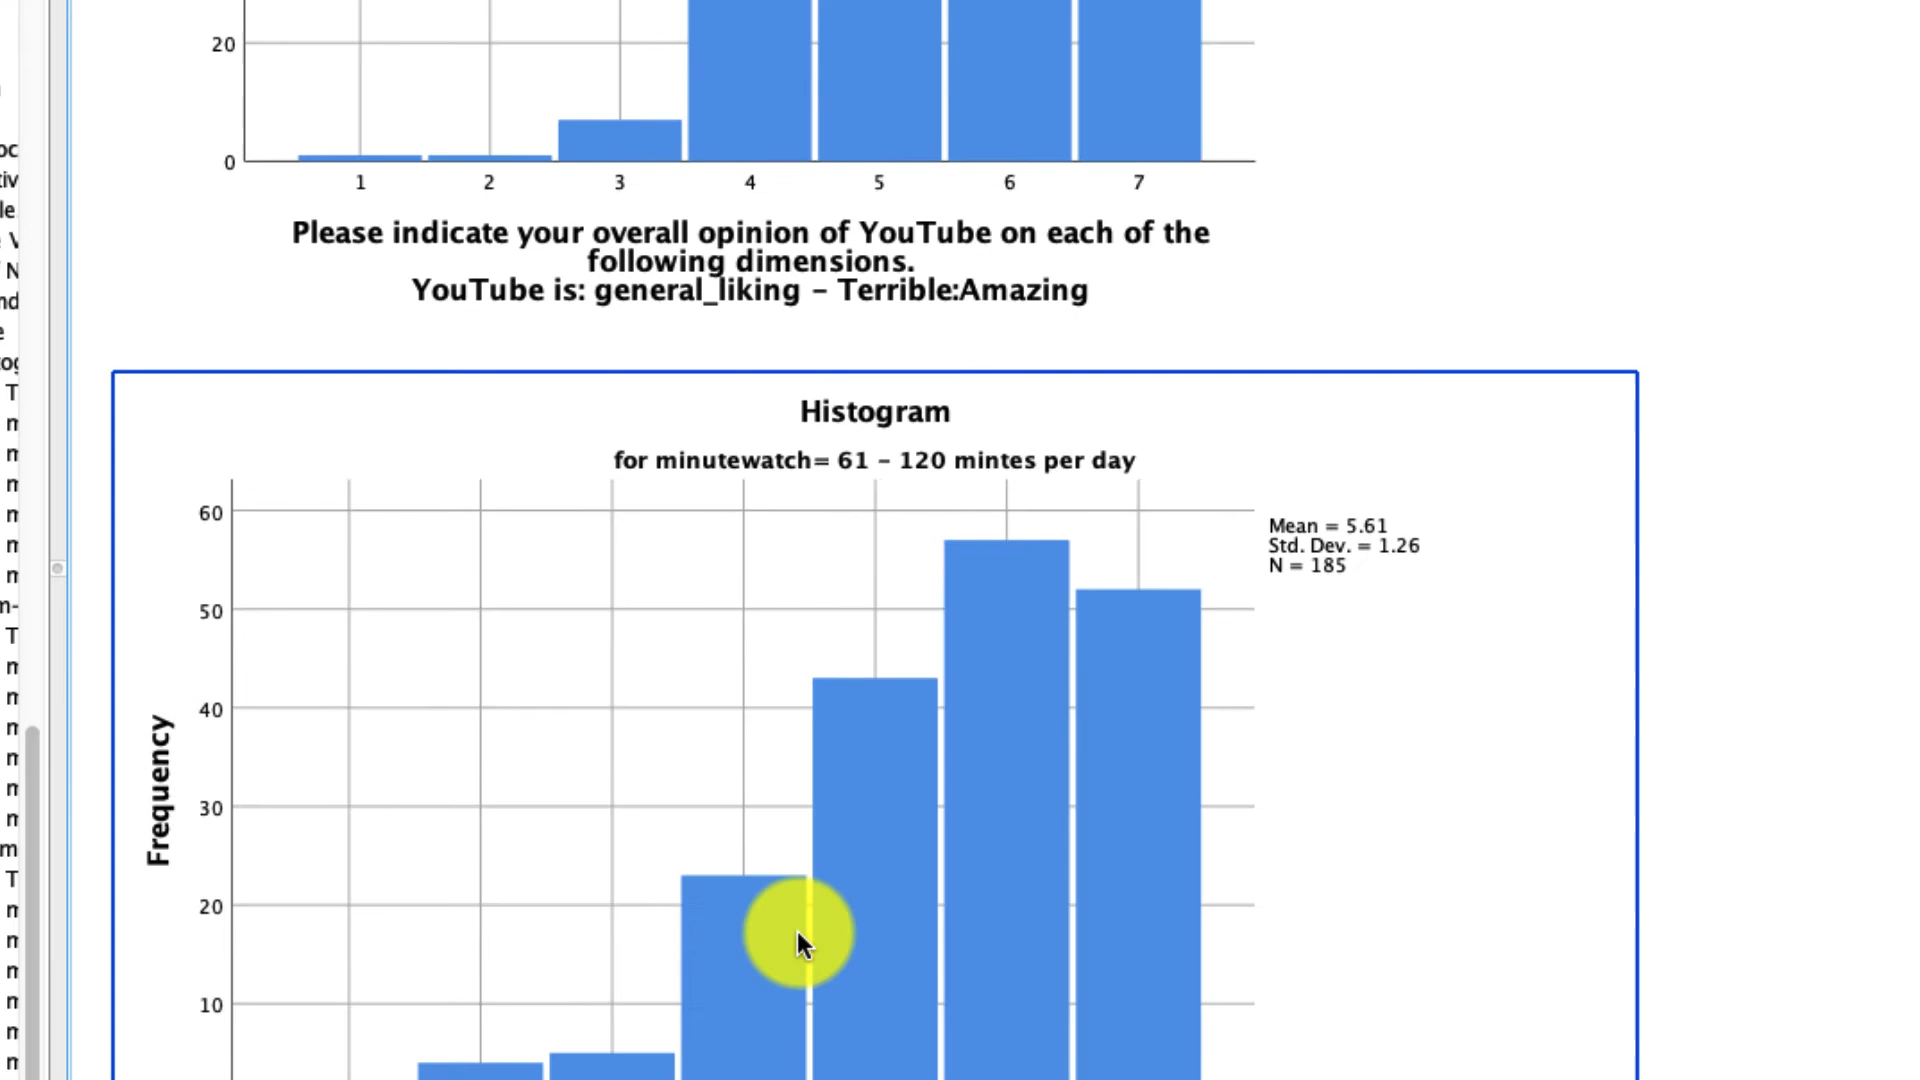 20
0
1 2 3 4 5 6 7
Please indicate your overall opinion of YouTube on each of the
following dimensions.
YouTube is: general_liking - Terrible:Amazing
Histogram
for minutewatch= 61 - 120 mintes per day
60
50
40
30
20
10
Frequency
Mean = 5.61
Std. Dev. = 1.26
N = 185